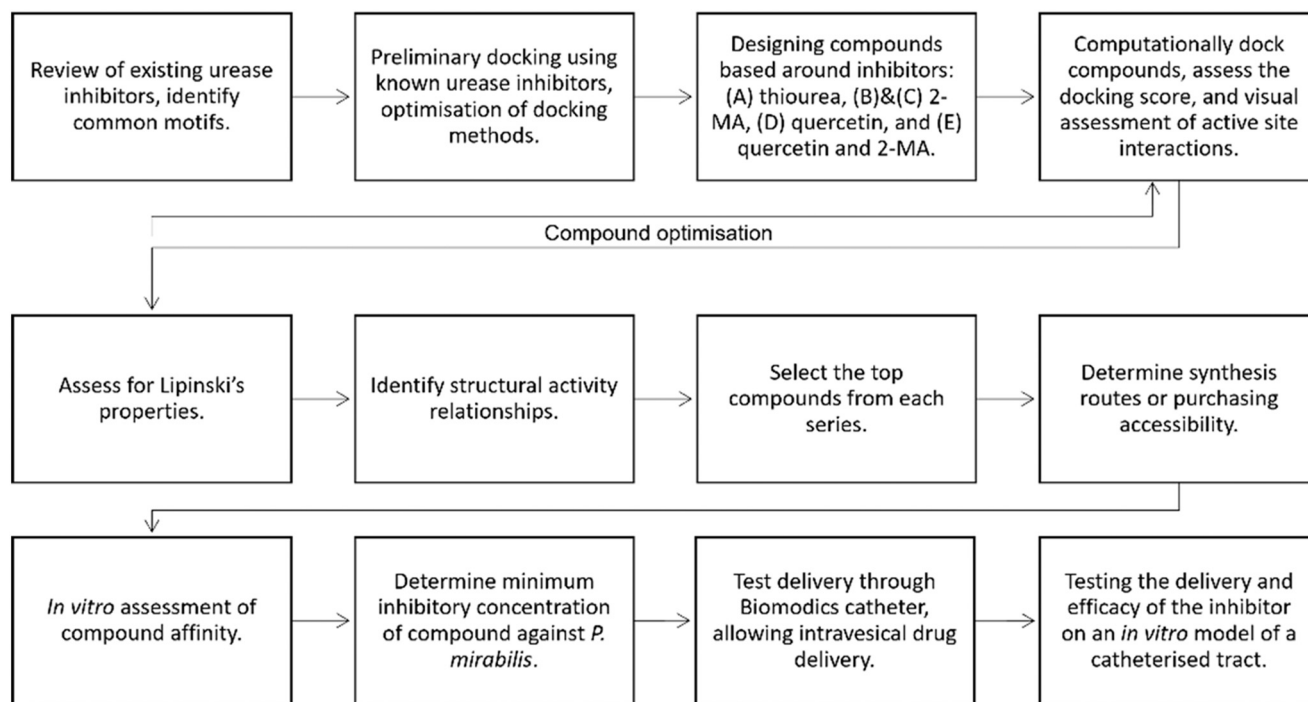 Review of existing urease
inhibitors, identify
common motifs.
Preliminary docking using
known urease inhibitors,
optimisation of docking
methods.
Designing compounds
based around inhibitors:
(A) thiourea, (B)&(C) 2-
MA, (D) quercetin, and (E)
quercetin and 2-MA.
Computationally dock
compounds, assess the
docking score, and visual
assessment of active site
interactions.
Compound optimisation
Assess for Lipinski's
properties.
Identify structural activity
relationships.
Select the top
compounds from each
series.
Determine synthesis
routes or purchasing
accessibility.
In vitro assessment of
compound affinity.
Determine minimum
inhibitory concentration
of compound against P.
mirabilis.
Test delivery through
Biomodics catheter,
allowing intravesical drug
delivery.
Testing the delivery and
efficacy of the inhibitor
on an in vitro model of a
catheterised tract.